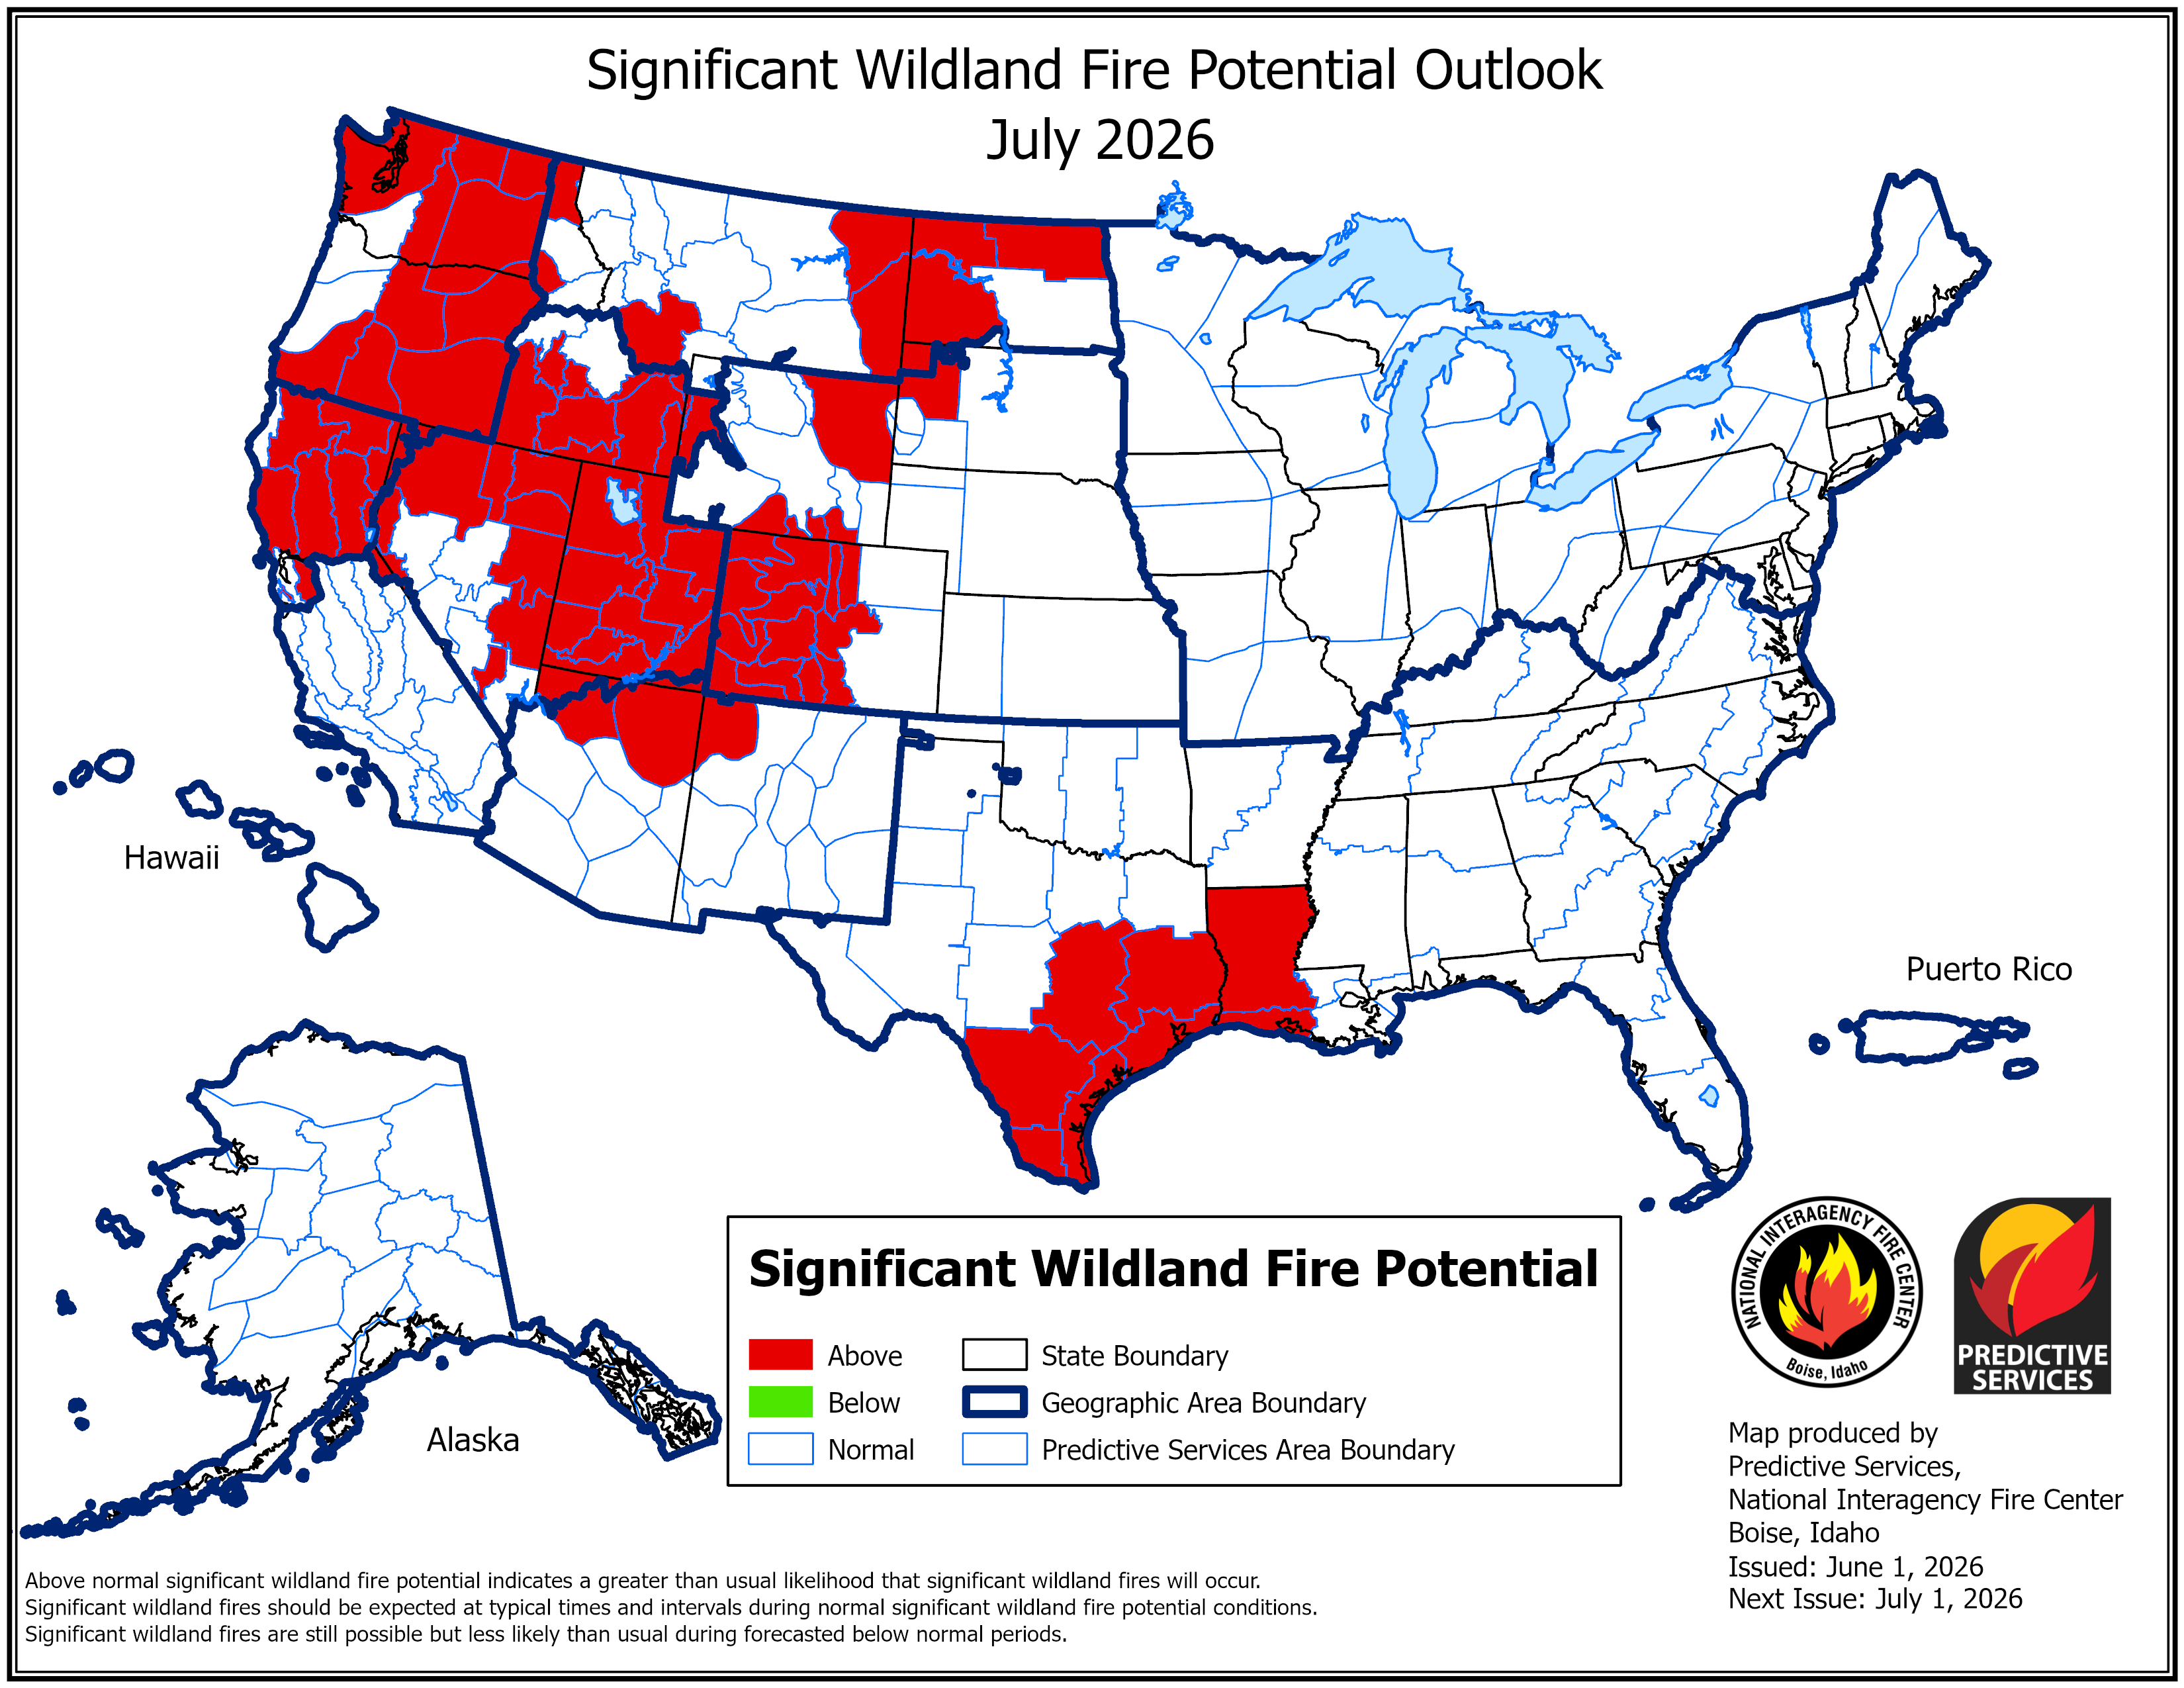 Significant Wildland Fire Potential Outlook
July 2026
Hawaii
Puerto Rico
Alaska
Significant Wildland Fire Potential
Above
Below
Normal
State Boundary
Geographic Area Boundary
Predictive Services Area Boundary
NATIONAL INTERAGENCY FIRE CENTER
Boise, Idaho
PREDICTIVE
SERVICES
Map produced by
Predictive Services,
National Interagency Fire Center
Boise, Idaho
Issued: June 1, 2026
Next Issue: July 1, 2026
Above normal significant wildland fire potential indicates a greater than usual likelihood that significant wildland fires will occur.
Significant wildland fires should be expected at typical times and intervals during normal significant wildland fire potential conditions.
Significant wildland fires are still possible but less likely than usual during forecasted below normal periods.